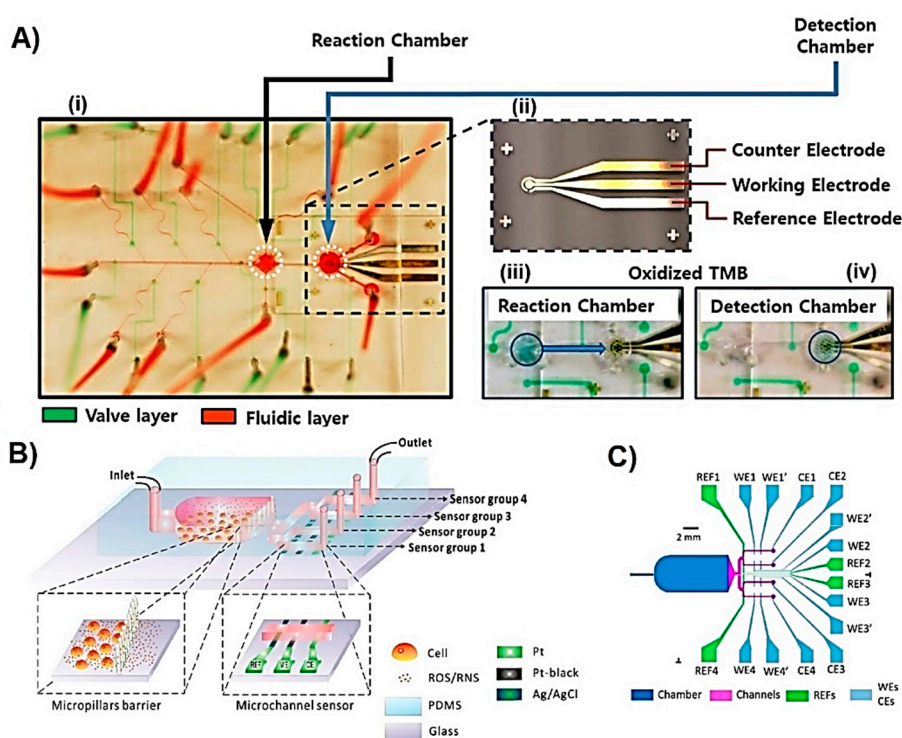 A)
Reaction Chamber
Detection
Chamber
(i)
(ii)
Counter Electrode
Working Electrode
Reference Electrode
Oxidized TMB
(iii)
(iv)
Reaction Chamber
Detection Chamber
Valve layer
Fluidic layer
B)
Inlet
Outlet
Sensor group 4
Sensor group 3
Sensor group 2
Sensor group 1
REF
WE
CE
Micropillars barrier
Microchannel sensor
Cell
ROS/RNS
PDMS
Glass
Pt
Pt-black
Ag/AgCl
C)
REF1
WE1
WE1'
CE1
CE2
2 mm
WE2'
WE2
REF2
REF3
WE3
WE3'
REF4
WE4
WE4'
CE4
CE3
Chamber
Channels
REFs
WEs
CEs